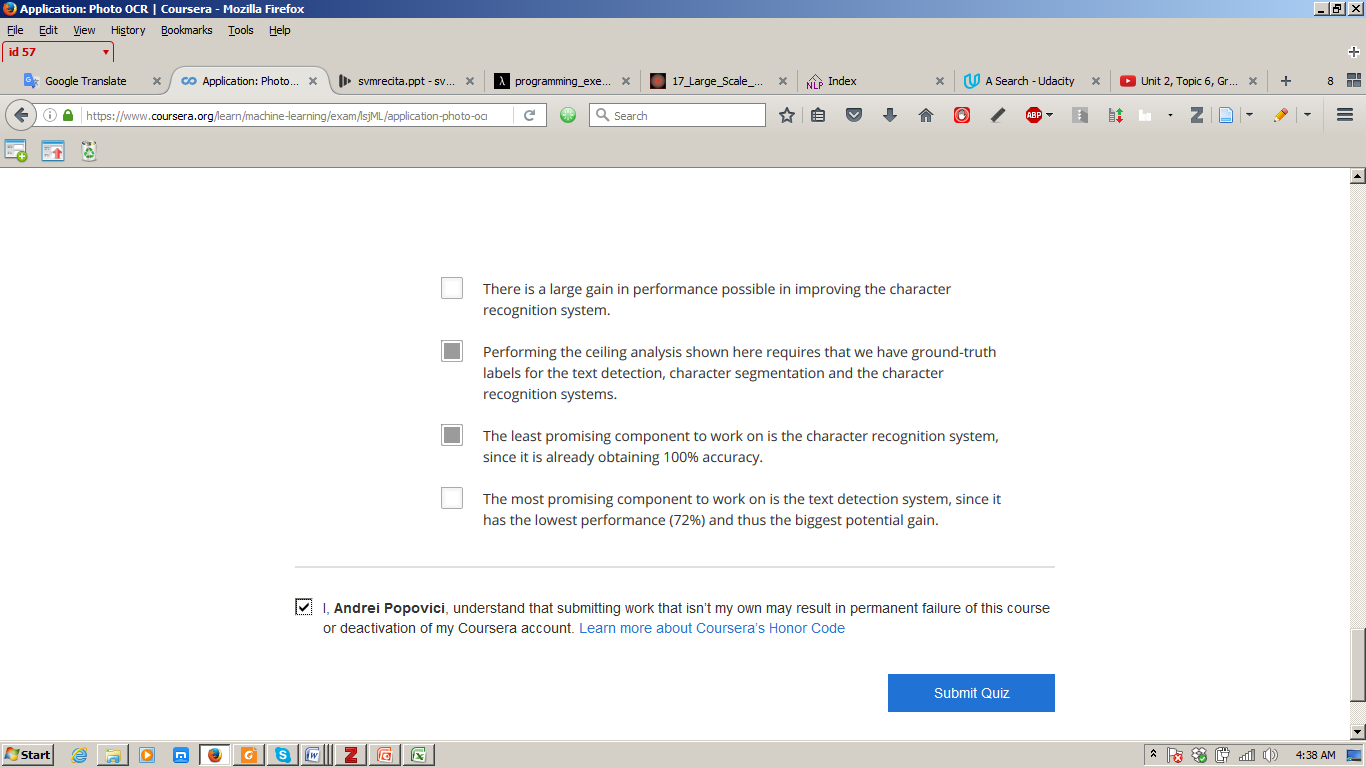 Application: Photo OCR | Coursera - Mozilla Firefox
File Edit View History Bookmarks Tools Help
id 57
Google Translate Application: Photo... svmrecita.ppt - sv... programming_exe... 17_Large_Scale_... NLP Index A Search - Udacity Unit 2, Topic 6, Gr... 8
https://www.coursera.org/learn/machine-learning/exam/lsjML/application-photo-ocr Search ABP
There is a large gain in performance possible in improving the character
recognition system.
Performing the ceiling analysis shown here requires that we have ground-truth
labels for the text detection, character segmentation and the character
recognition systems.
The least promising component to work on is the character recognition system,
since it is already obtaining 100% accuracy.
The most promising component to work on is the text detection system, since it
has the lowest performance (72%) and thus the biggest potential gain.
I, Andrei Popovici, understand that submitting work that isn't my own may result in permanent failure of this course
or deactivation of my Coursera account. Learn more about Coursera's Honor Code
Submit Quiz
Start 4:38 AM